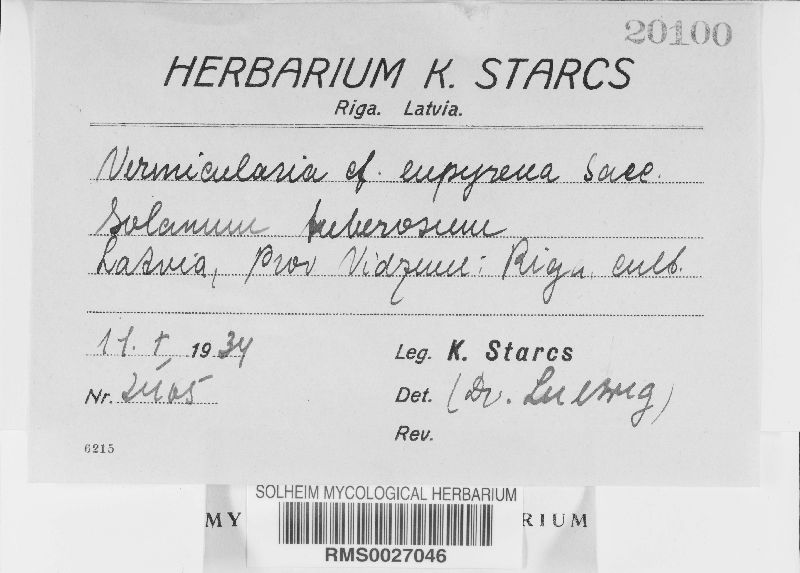 20100
HERBARIUM K. STARCS
Riga. Latvia.
Vermicularia cf. eupyrena Sacc.
Solanum tuberosum
Latvia, Prov Vidzeme: Riga. cult.
11. 1934
Leg. K. Starcs
Nr.
Det. (Dr. Ludwig)
Rev.
6215
SOLHEIM MYCOLOGICAL HERBARIUM
MY RIUM
RMS0027046